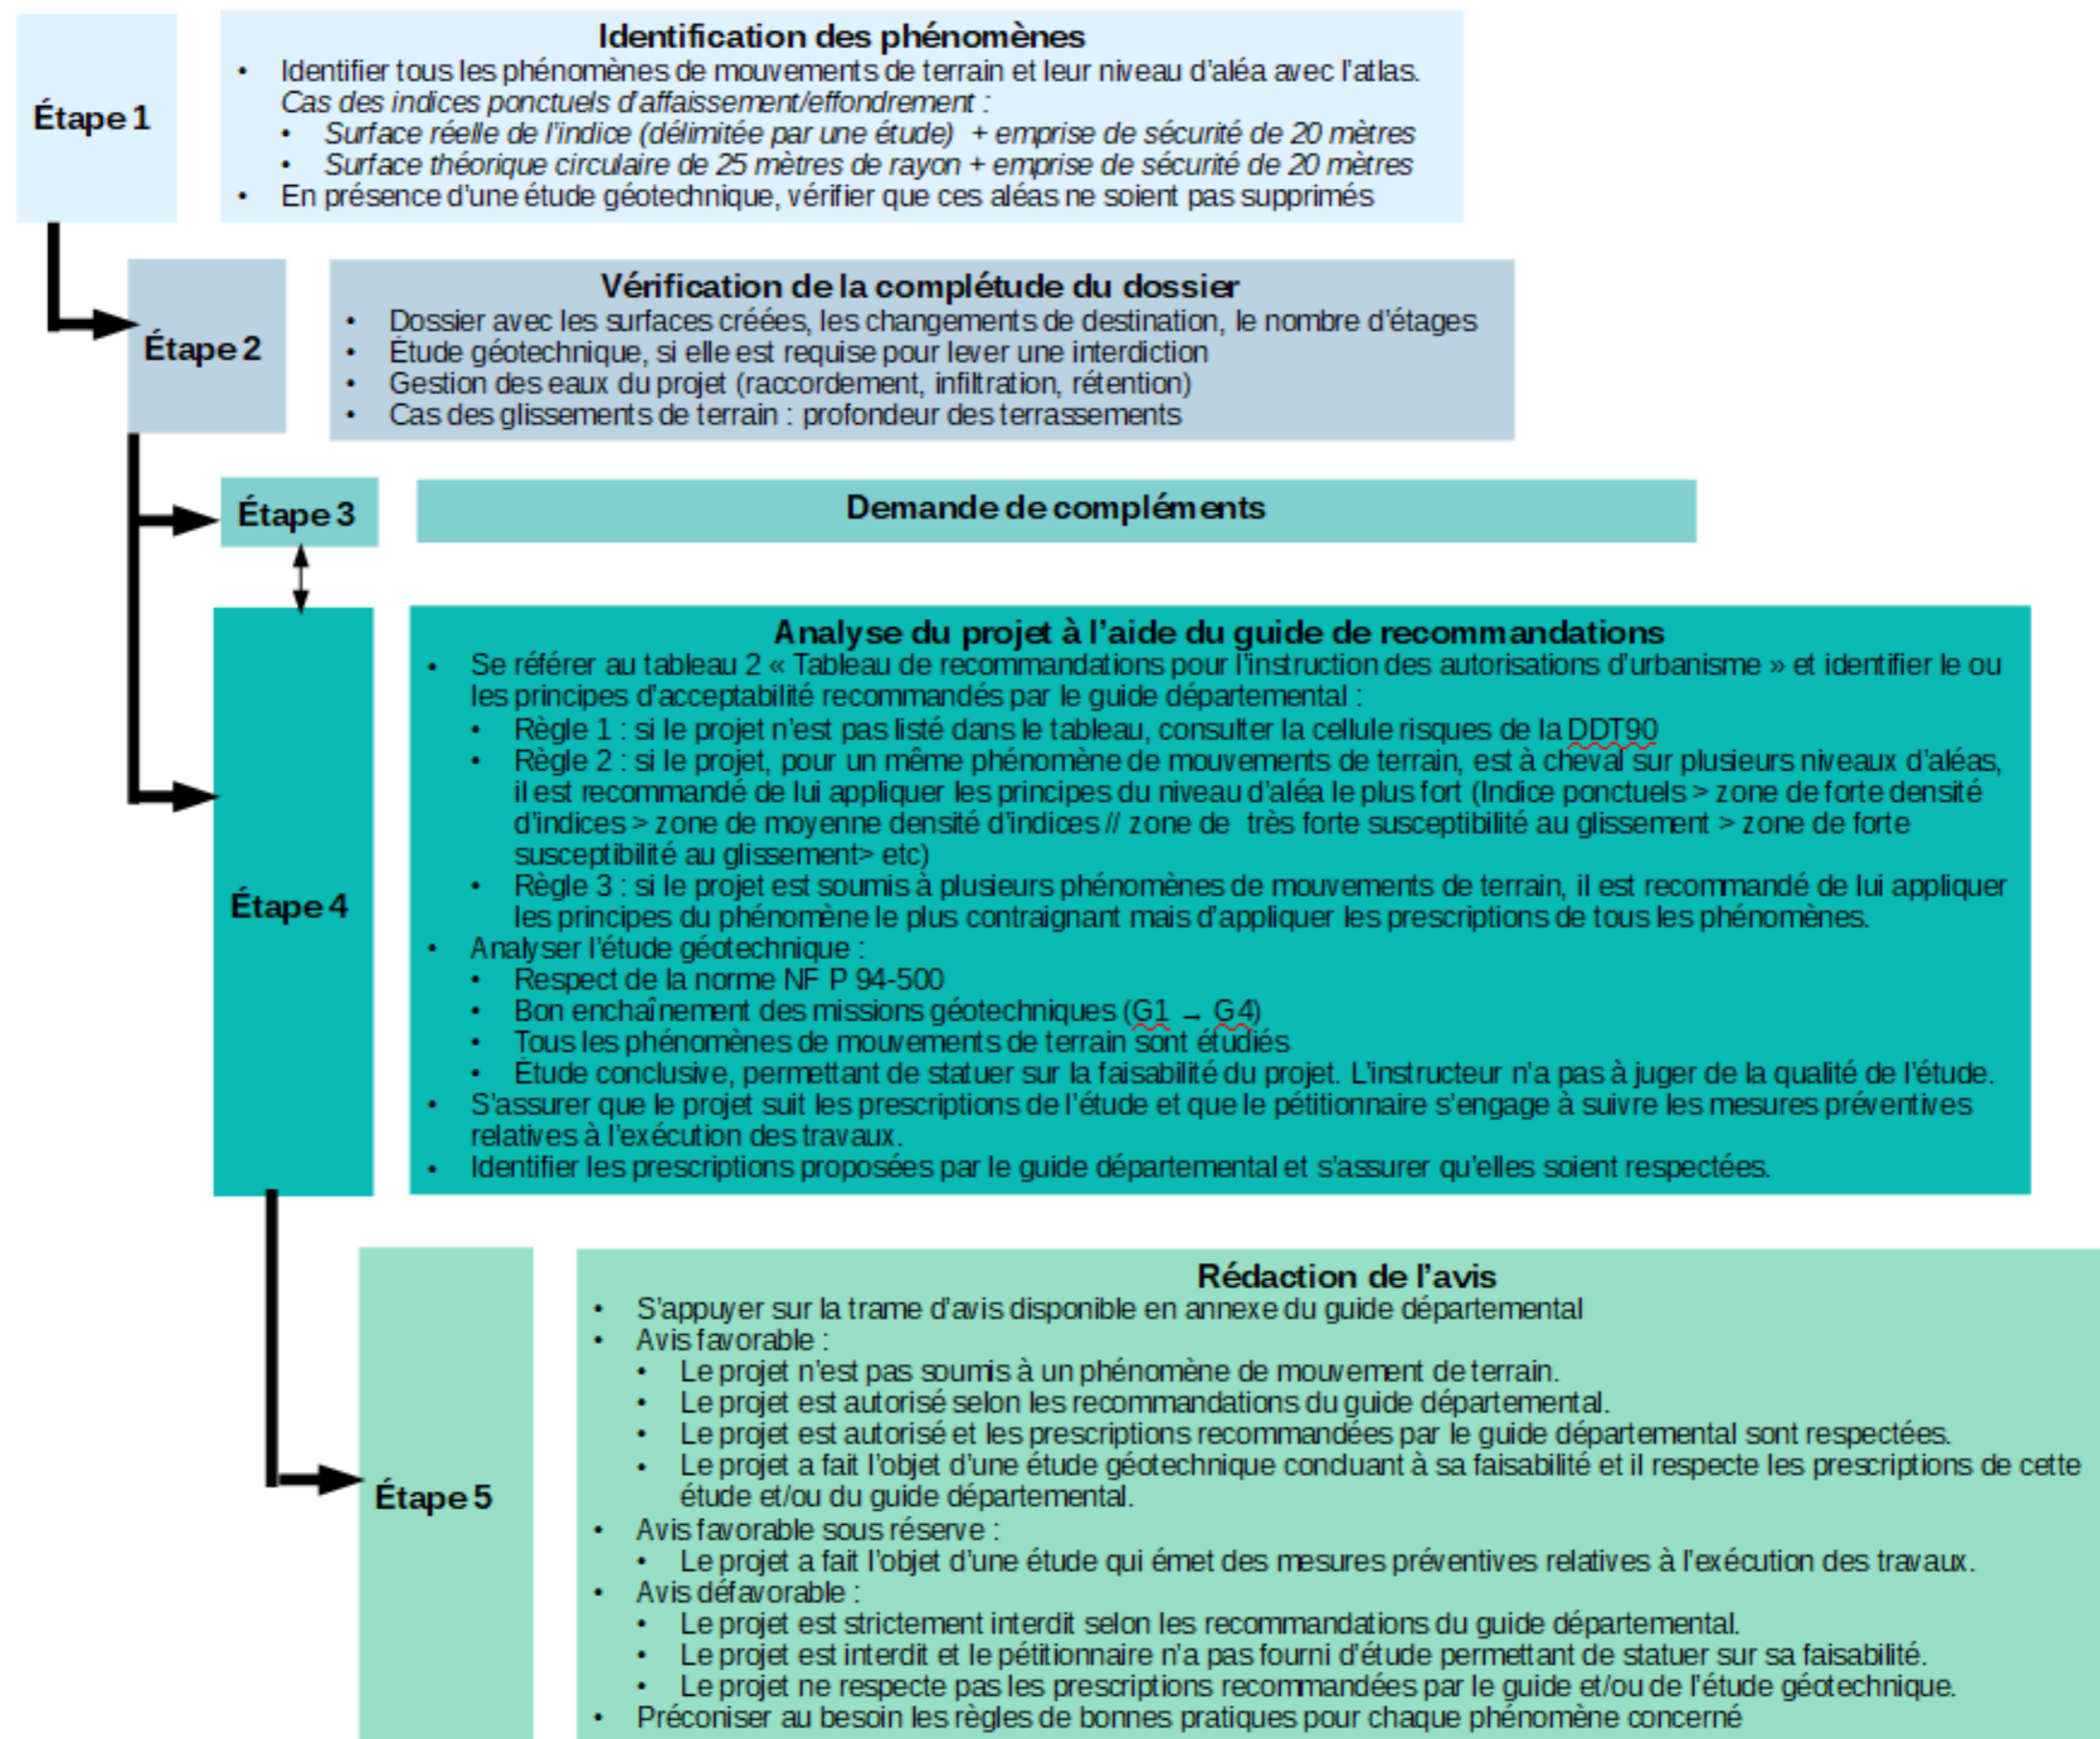 Étape 1
Identification des phénomènes
• Identifier tous les phénomènes de mouvements de terrain et leur niveau d’aléa avec l’atlas.
Cas des indices ponctuels d’affaissement/effondrement :
• Surface réelle de l’indice (délimitée par une étude) + emprise de sécurité de 20 mètres
• Surface théorique circulaire de 25 mètres de rayon + emprise de sécurité de 20 mètres
• En présence d’une étude géotechnique, vérifier que ces aléas ne soient pas supprimés
Étape 2
Vérification de la complétude du dossier
• Dossier avec les surfaces créées, les changements de destination, le nombre d’étages
• Étude géotechnique, si elle est requise pour lever une interdiction
• Gestion des eaux du projet (raccordement, infiltration, rétention)
• Cas des glissements de terrain : profondeur des terrassements
Étape 3
Demande de compléments
Étape 4
Analyse du projet à l’aide du guide de recommandations
• Se référer au tableau 2 « Tableau de recommandations pour l’instruction des autorisations d’urbanisme » et identifier le ou
les principes d’acceptabilité recommandés par le guide départemental :
• Règle 1 : si le projet n’est pas listé dans le tableau, consulter la cellule risques de la DDT90
• Règle 2 : si le projet, pour un même phénomène de mouvements de terrain, est à cheval sur plusieurs niveaux d’aléas,
il est recommandé de lui appliquer les principes du niveau d’aléa le plus fort (Indice ponctuels > zone de forte densité
d’indices > zone de moyenne densité d’indices // zone de très forte susceptibilité au glissement > zone de forte
susceptibilité au glissement> etc)
• Règle 3 : si le projet est soumis à plusieurs phénomènes de mouvements de terrain, il est recommandé de lui appliquer
les principes du phénomène le plus contraignant mais d’appliquer les prescriptions de tous les phénomènes.
• Analyser l’étude géotechnique :
• Respect de la norme NF P 94-500
• Bon enchaînement des missions géotechniques (G1 → G4)
• Tous les phénomènes de mouvements de terrain sont étudiés
• Étude conclusive, permettant de statuer sur la faisabilité du projet. L’instructeur n’a pas à juger de la qualité de l’étude.
• S’assurer que le projet suit les prescriptions de l’étude et que le pétitionnaire s’engage à suivre les mesures préventives
relatives à l’exécution des travaux.
• Identifier les prescriptions proposées par le guide départemental et s’assurer qu’elles soient respectées.
Étape 5
Rédaction de l’avis
• S’appuyer sur la trame d’avis disponible en annexe du guide départemental
• Avis favorable :
• Le projet n’est pas soumis à un phénomène de mouvement de terrain.
• Le projet est autorisé selon les recommandations du guide départemental.
• Le projet est autorisé et les prescriptions recommandées par le guide départemental sont respectées.
• Le projet a fait l’objet d’une étude géotechnique concluant à sa faisabilité et il respecte les prescriptions de cette
étude et/ou du guide départemental.
• Avis favorable sous réserve :
• Le projet a fait l’objet d’une étude qui émet des mesures préventives relatives à l’exécution des travaux.
• Avis défavorable :
• Le projet est strictement interdit selon les recommandations du guide départemental.
• Le projet est interdit et le pétitionnaire n’a pas fourni d’étude permettant de statuer sur sa faisabilité.
• Le projet ne respecte pas les prescriptions recommandées par le guide et/ou de l’étude géotechnique.
• Préconiser au besoin les règles de bonnes pratiques pour chaque phénomène concerné